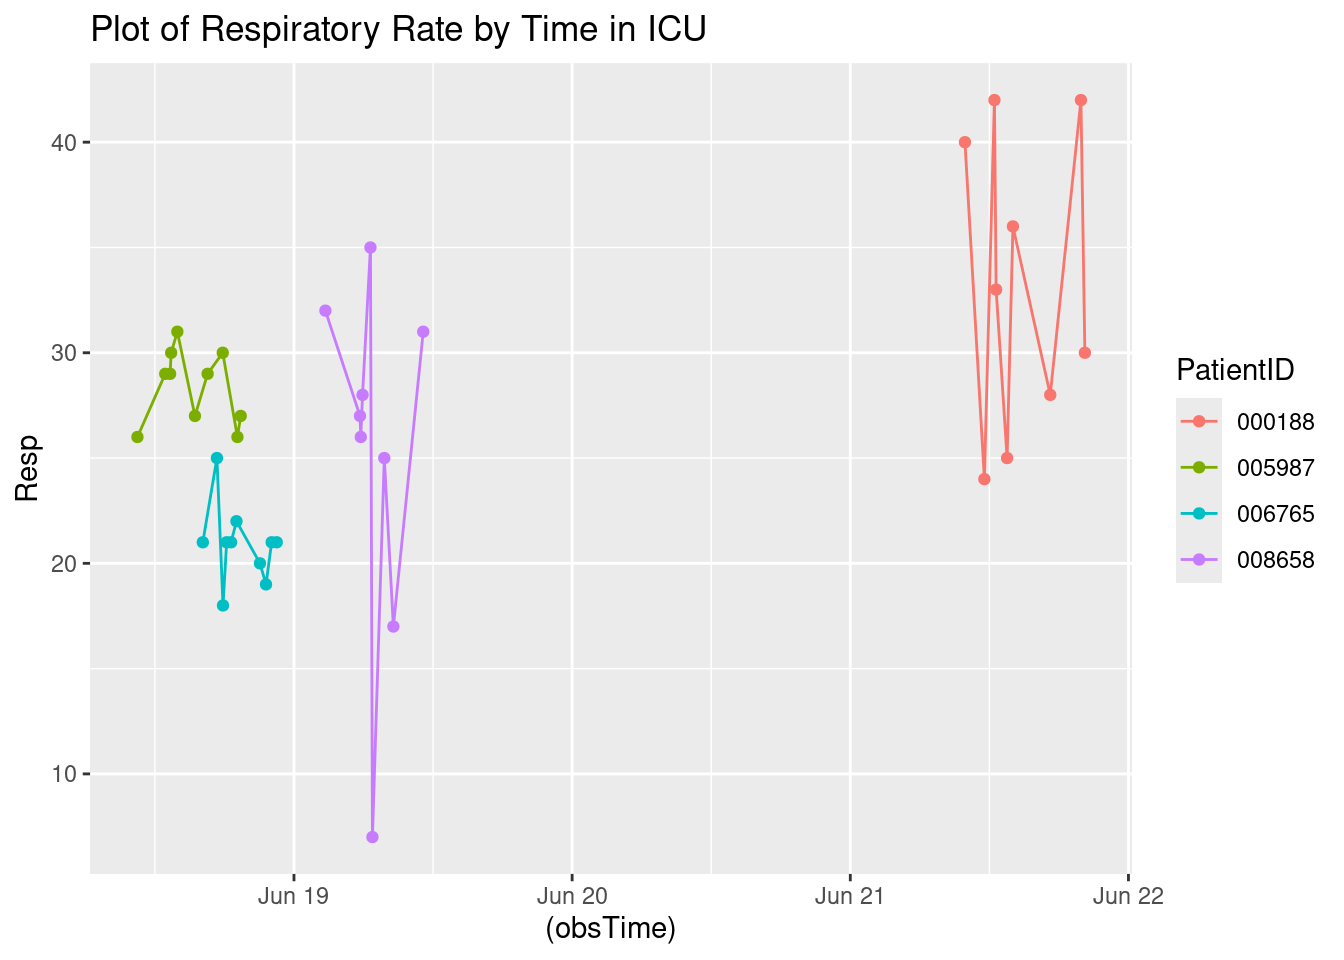 Plot of Respiratory Rate by Time in ICU
Resp
40
30
20
10
Jun 19
Jun 20
Jun 21
Jun 22
(obsTime)
PatientID
000188
005987
006765
008658